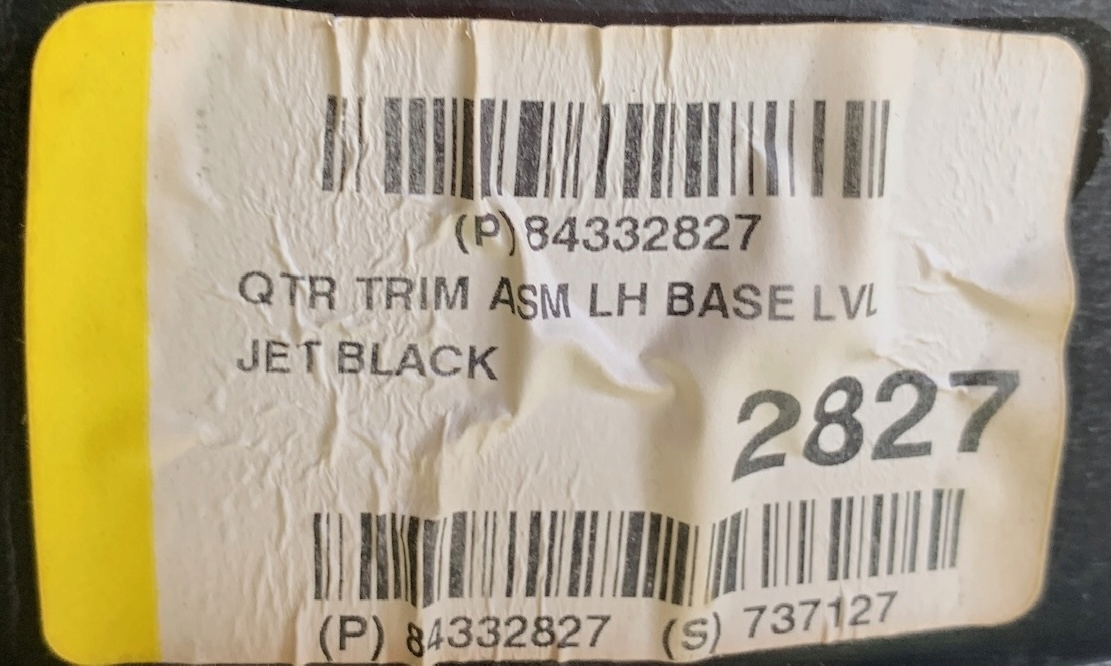 (P) 84332827
QTR TRIM ASM LH BASE LVL
JET BLACK
2827
(P) 84332827 (S) 737127